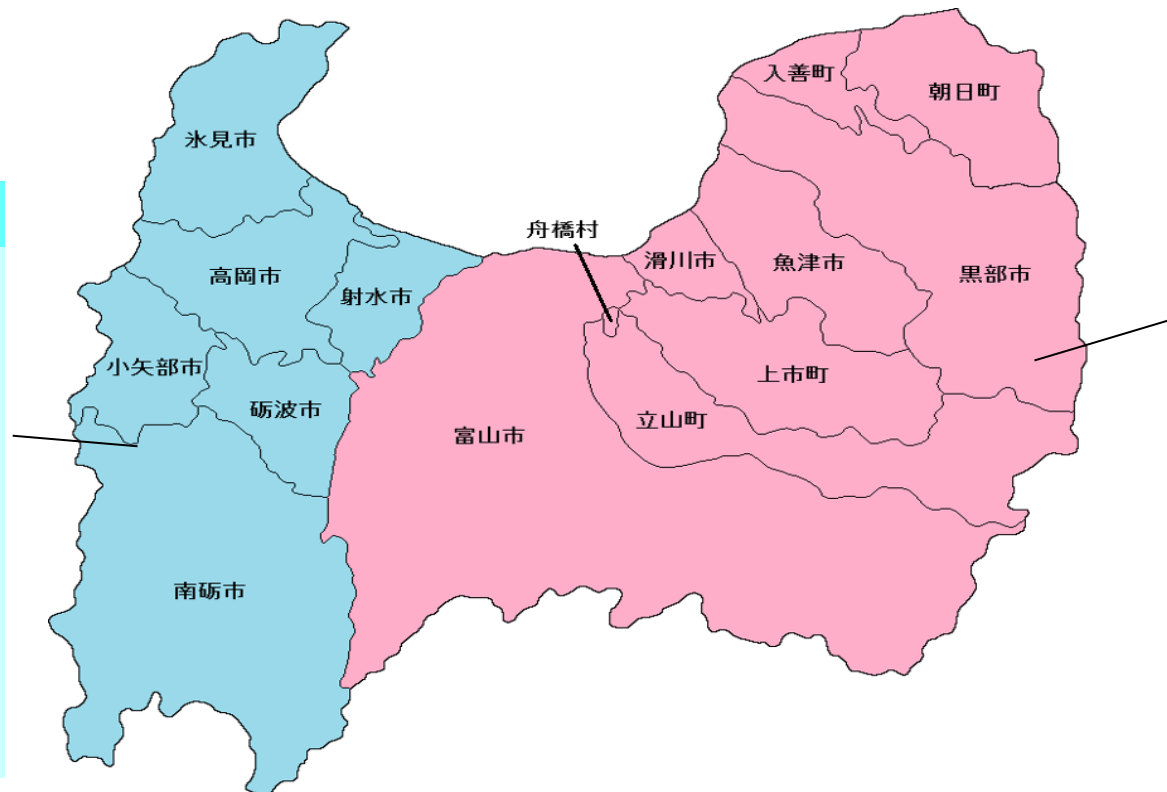 入善町
朝日町
氷見市
舟橋村
滑川市
魚津市
黒部市
高岡市
射水市
小矢部市
砺波市
上市町
立山町
富山市
南砺市